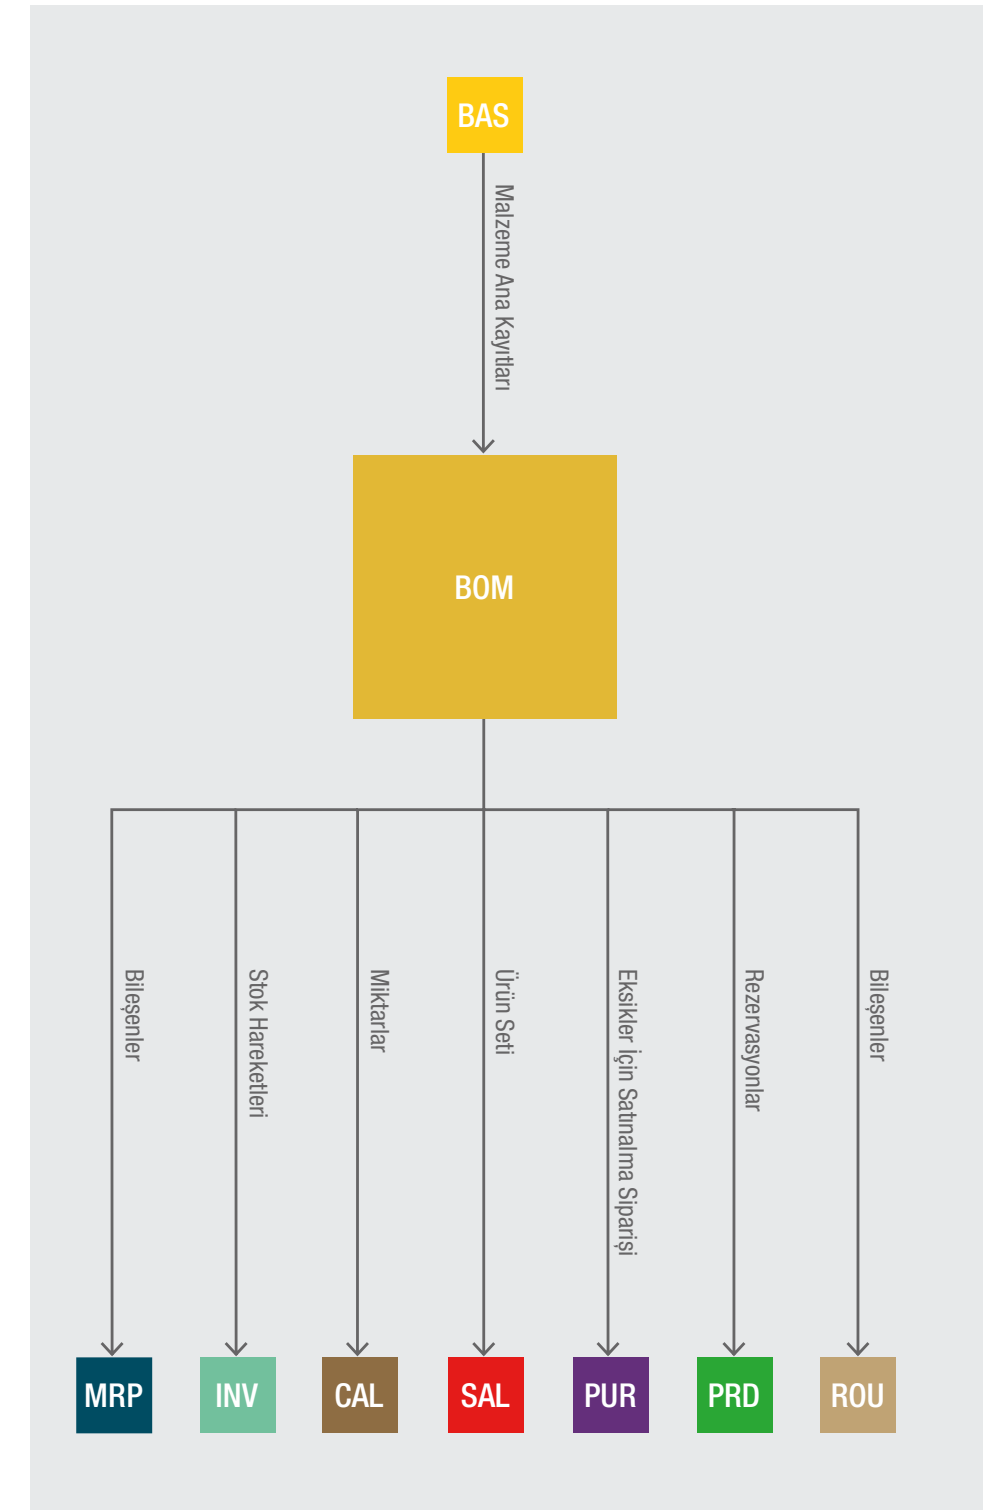 BAS
Malzeme Ana Kayıtları
BOM
Bileşenler
Stok Hareketleri
Miktarlar
Ürün Seti
Eksikler İçin Satınalma Siparişi
Rezervasyonlar
Bileşenler
MRP
INV
CAL
SAL
PUR
PRD
ROU